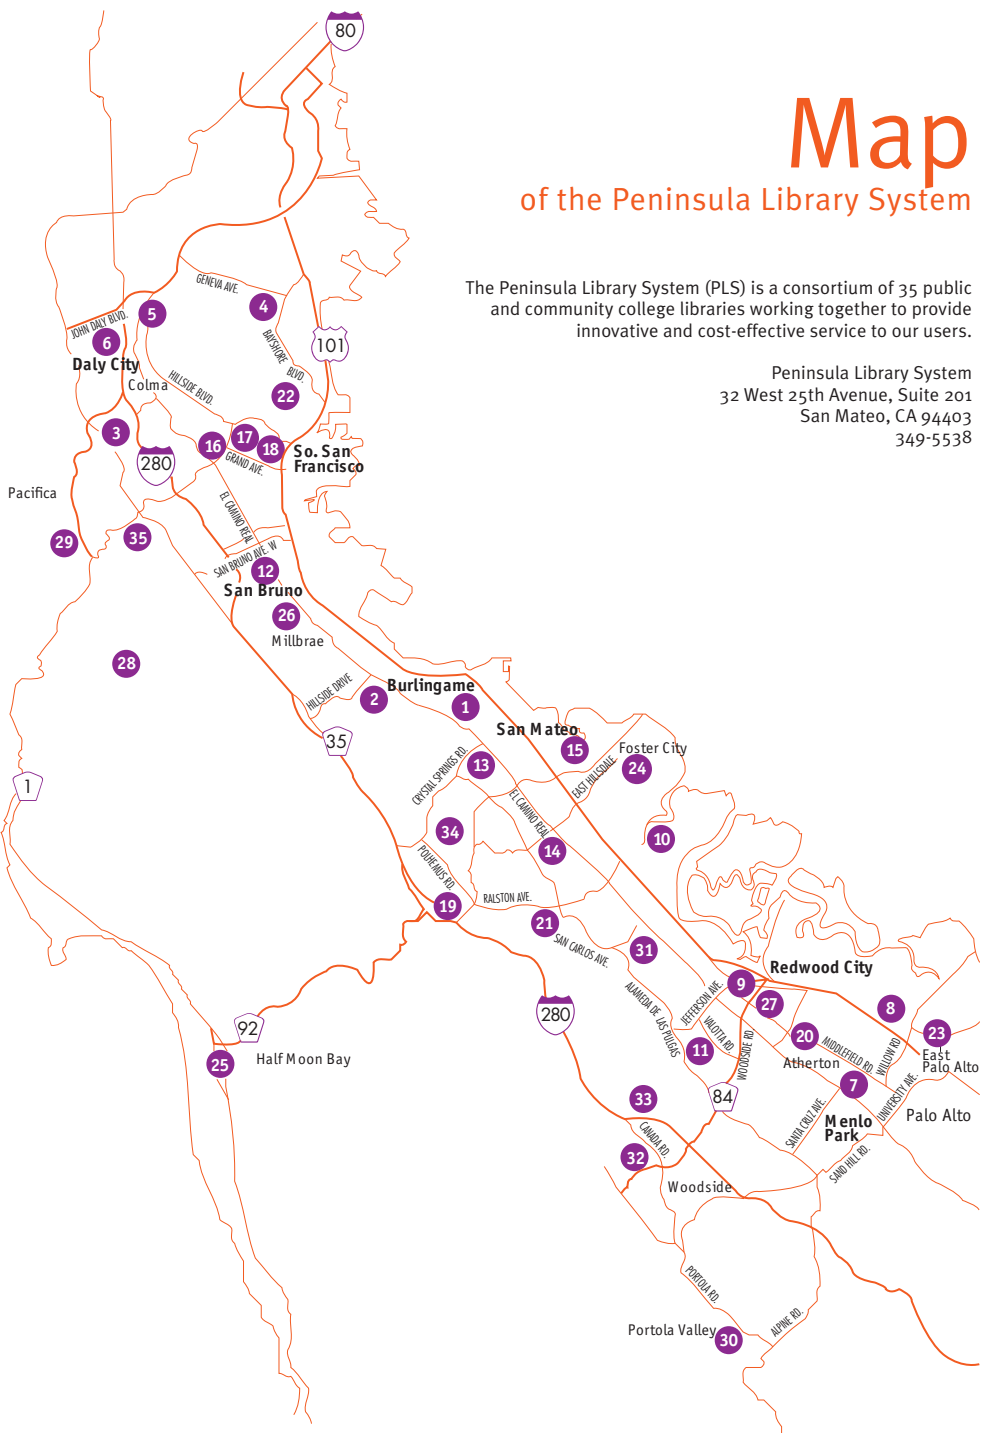 80
Map
of the Peninsula Library System
The Peninsula Library System (PLS) is a consortium of 35 public
and community college libraries working together to provide
innovative and cost-effective service to our users.
Peninsula Library System
32 West 25th Avenue, Suite 201
San Mateo, CA 94403
349-5538
GENEVA AVE.
4
5
JOHN DALY BLVD.
6
Daly City
Colma
101
BAYSHORE BLVD.
HILLSIDE BLVD.
22
3
16
17
18
So. San
Francisco
GRAND AVE.
280
Pacifica
EL CAMINO REAL
29
35
SAN BRUNO AVE. W
12
San Bruno
26
Millbrae
28
HILLSIDE DRIVE
2
Burlingame
1
San Mateo
35
15
Foster City
24
CRYSTAL SPRINGS RD.
13
EAST HILLSDALE
1
EL CAMINO REAL
34
14
10
POLHEMUS RD.
19
RALSTON AVE.
21
SAN CARLOS AVE.
31
Redwood City
9
27
8
ALAMEDA DE LAS PULGAS
JEFFERSON AVE.
VALOTTA RD.
WOODSIDE RD
280
92
Half Moon Bay
25
11
20
Atherton
MIDDLEFIELD RD.
WILLOW RD
23
East
Palo Alto
7
UNIVERSITY AVE.
Palo Alto
33
84
SANTA CRUZ AVE.
Menlo
Park
CANADA RD.
32
SAND HILL RD.
Woodside
PORTOLA RD.
ALPINE RD.
Portola Valley
30